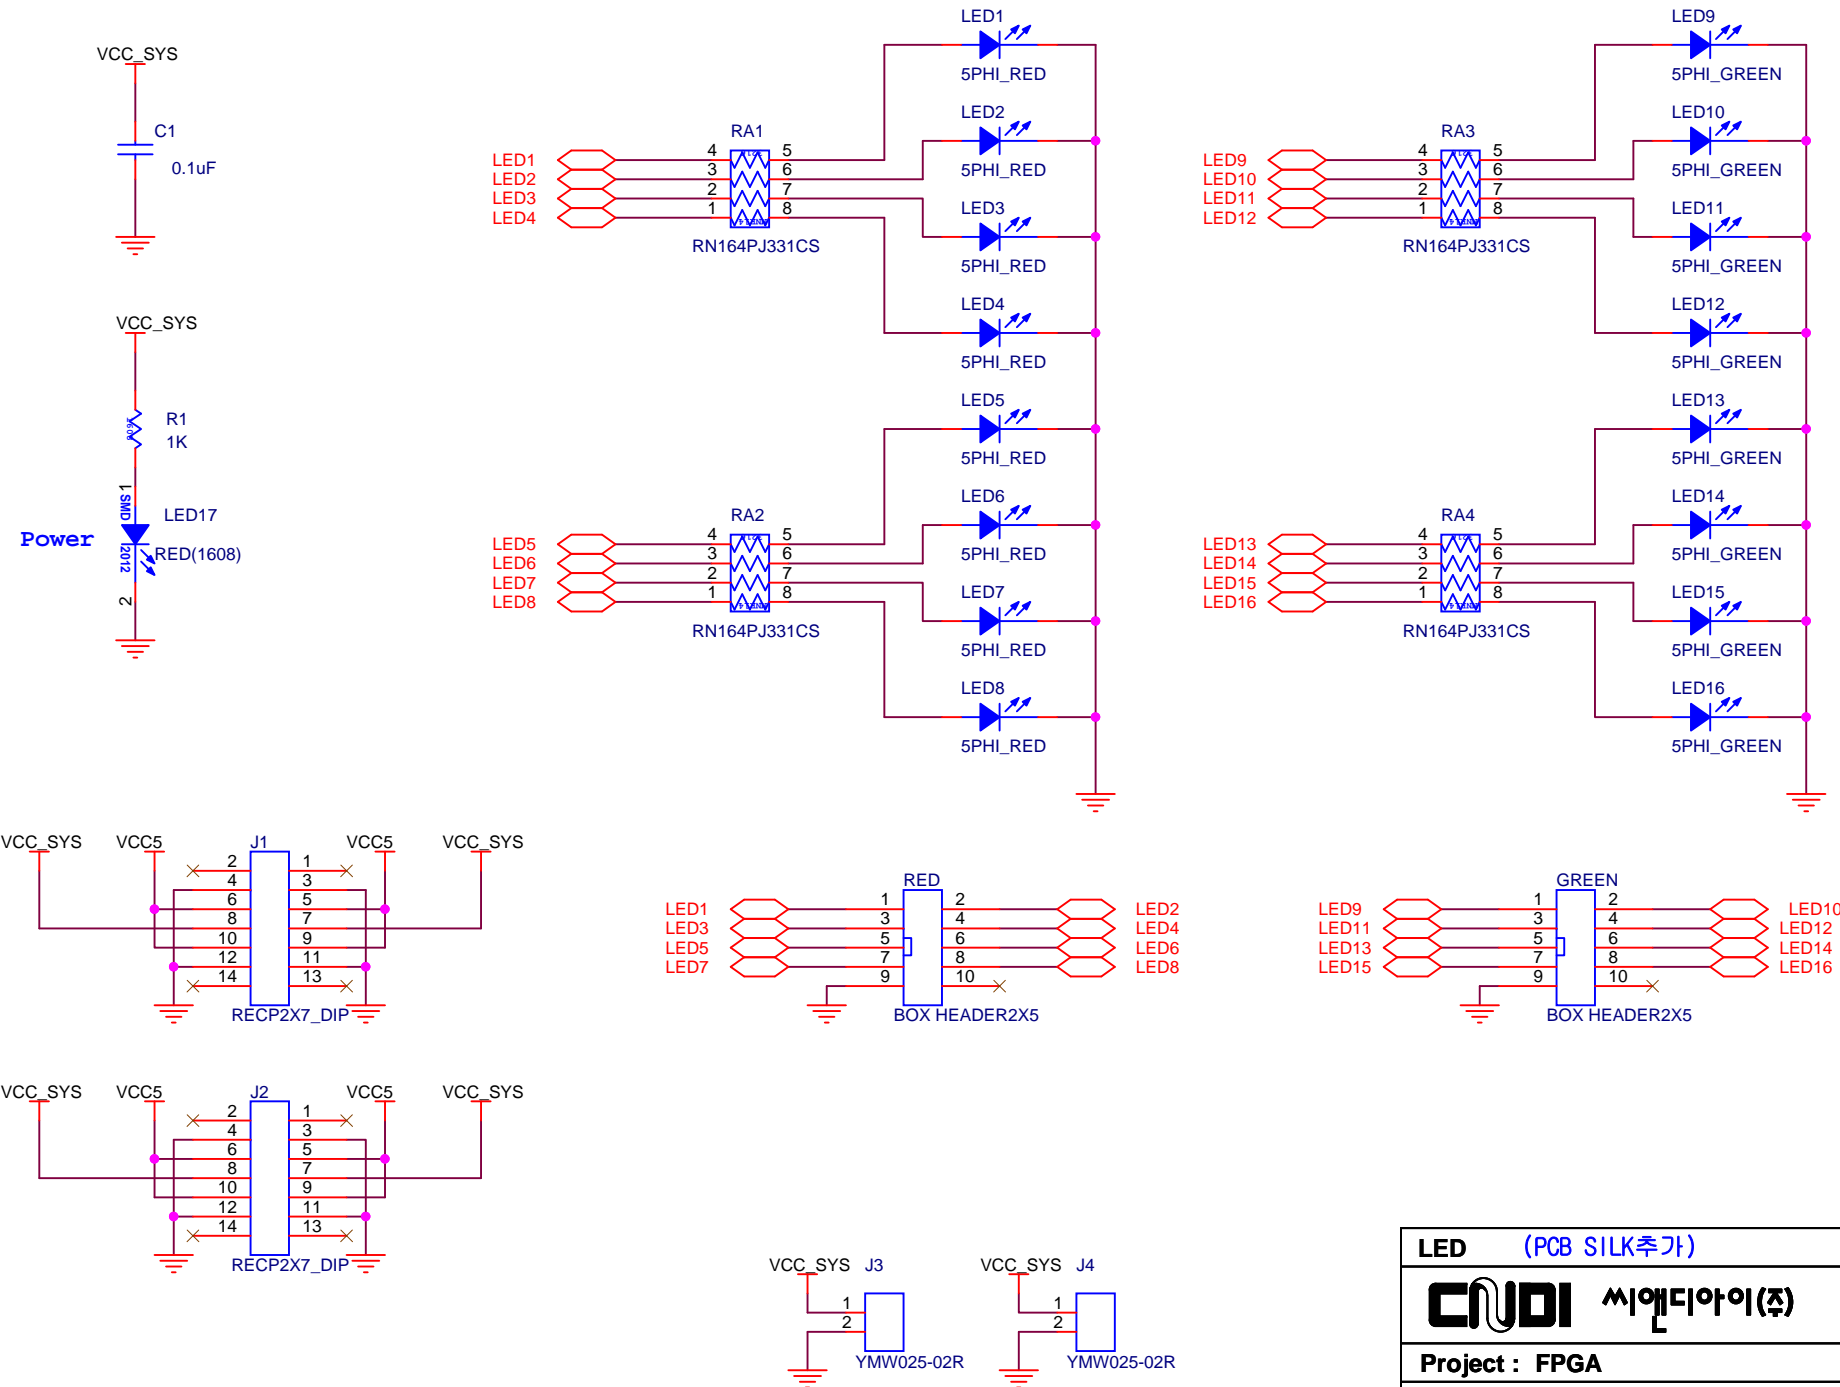 VCC_SYS
C1
0.1uF
VCC_SYS
R1
1K
1
SMD
2012
LED17
RED(1608)
Power
2
LED1
LED2
LED3
LED4
RA1
4 5
3 6
2 7
1 8
RN164PJ331CS
LED1
5PHI_RED
LED2
5PHI_RED
LED3
5PHI_RED
LED4
5PHI_RED
LED5
LED6
LED7
LED8
RA2
4 5
3 6
2 7
1 8
RN164PJ331CS
LED5
5PHI_RED
LED6
5PHI_RED
LED7
5PHI_RED
LED8
5PHI_RED
LED9
LED10
LED11
LED12
RA3
4 5
3 6
2 7
1 8
RN164PJ331CS
LED9
5PHI_GREEN
LED10
5PHI_GREEN
LED11
5PHI_GREEN
LED12
5PHI_GREEN
LED13
LED14
LED15
LED16
RA4
4 5
3 6
2 7
1 8
RN164PJ331CS
LED13
5PHI_GREEN
LED14
5PHI_GREEN
LED15
5PHI_GREEN
LED16
5PHI_GREEN
VCC_SYS VCC5 J1 VCC5 VCC_SYS
2 1
4 3
6 5
8 7
10 9
12 11
14 13
RECP2X7_DIP
RED
LED1 1 2 LED2
LED3 3 4 LED4
LED5 5 6 LED6
LED7 7 8 LED8
9 10
BOX HEADER2X5
GREEN
LED9 1 2 LED10
LED11 3 4 LED12
LED13 5 6 LED14
LED15 7 8 LED16
9 10
BOX HEADER2X5
VCC_SYS VCC5 J2 VCC5 VCC_SYS
2 1
4 3
6 5
8 7
10 9
12 11
14 13
RECP2X7_DIP
VCC_SYS J3
1
2
YMW025-02R
VCC_SYS J4
1
2
YMW025-02R
LED (PCB SILK추가)
CNDI 씨앤디아이(주)
Project : FPGA